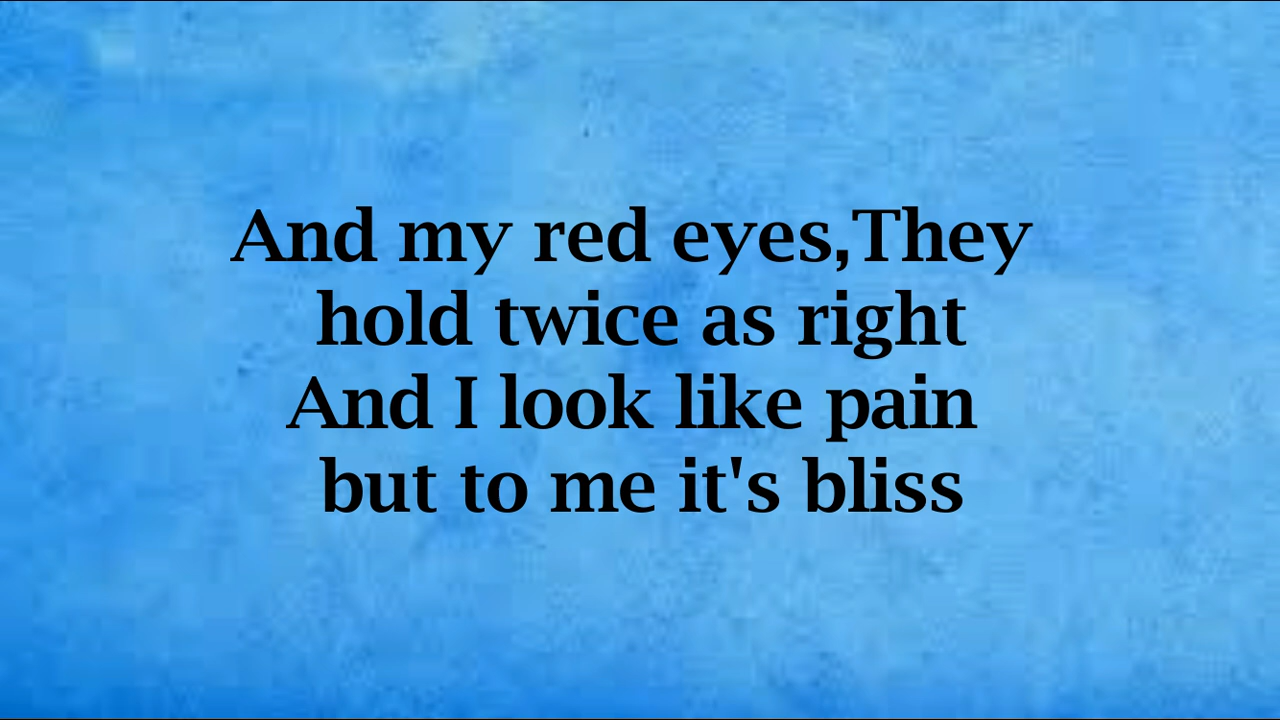 And my red eyes,They
hold twice as right
And I look like pain
but to me it's bliss